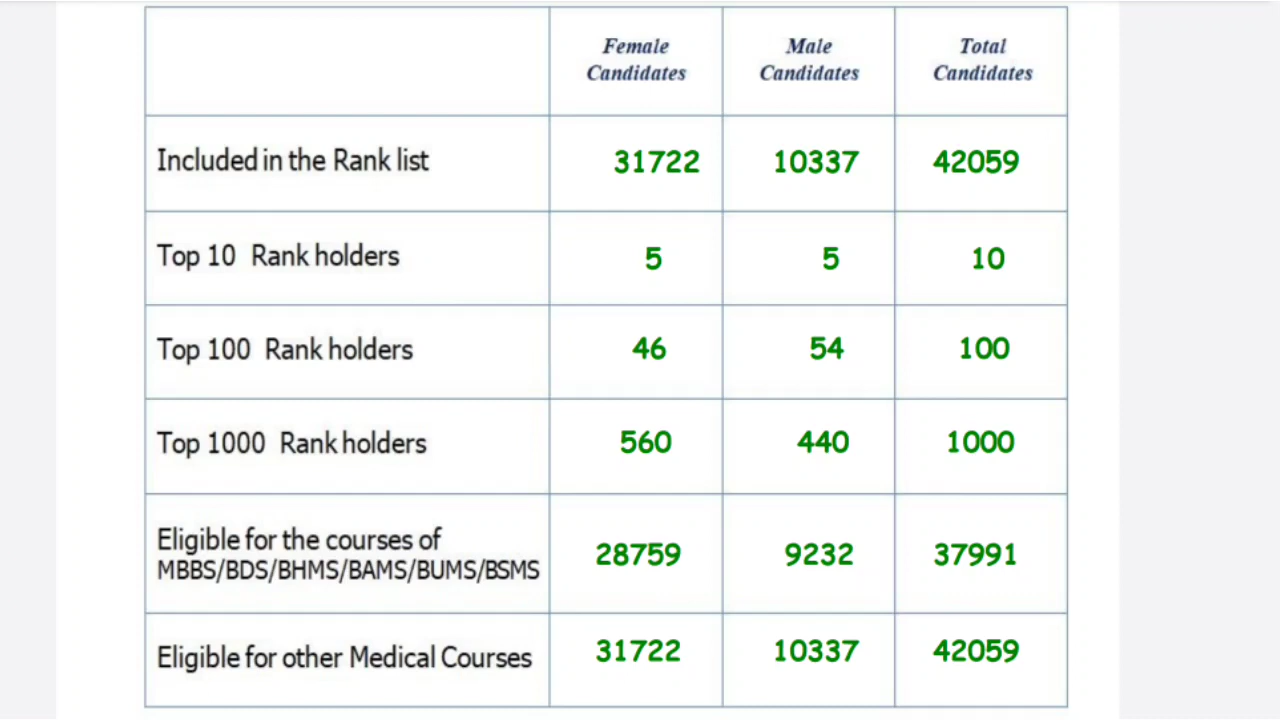 Female Candidates Male Candidates Total Candidates
Included in the Rank list 31722 10337 42059
Top 10 Rank holders 5 5 10
Top 100 Rank holders 46 54 100
Top 1000 Rank holders 560 440 1000
Eligible for the courses of
MBBS/BDS/BHMS/BAMS/BUMS/BSMS 28759 9232 37991
Eligible for other Medical Courses 31722 10337 42059